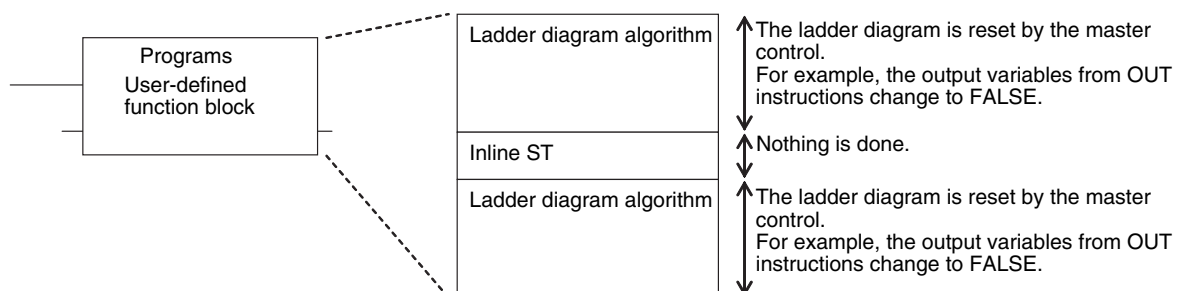 Programs
User-defined
function block
Ladder diagram algorithm
The ladder diagram is reset by the master
control.
For example, the output variables from OUT
instructions change to FALSE.
Inline ST
Nothing is done.
Ladder diagram algorithm
The ladder diagram is reset by the master
control.
For example, the output variables from OUT
instructions change to FALSE.